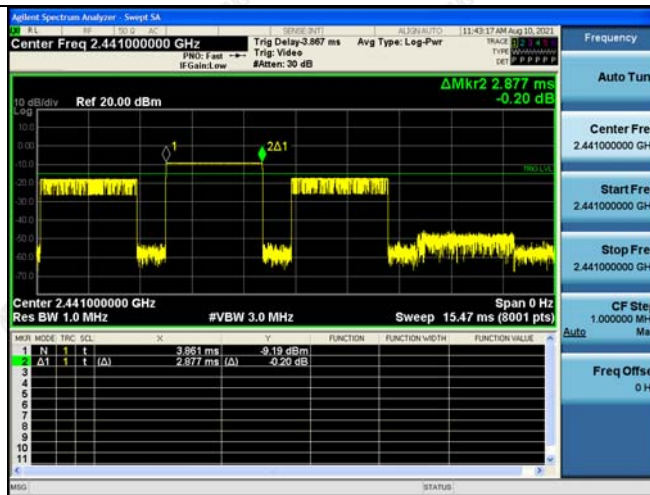 Agilent Spectrum Analyzer - Swept SA
RL RF 50 Ω AC SENSE:INT ALIGN AUTO 11:43:17 AM Aug 10, 2021
Center Freq 2.441000000 GHz Trig Delay-3.867 ms Avg Type: Log-Pwr TRACE 1 2 3 4 5 6
PNO: Fast Trig: Video TYPE
IFGain:Low #Atten: 30 dB DET P P P P P P
Frequency
ΔMkr2 2.877 ms
-0.20 dB
10 dB/div Ref 20.00 dBm
Log
10.0
0.00
-10.0
-20.0
-30.0
-40.0
-50.0
-60.0
-70.0
1
2Δ1
TRIG LVL
Center 2.441000000 GHz Span 0 Hz
Res BW 1.0 MHz #VBW 3.0 MHz Sweep 15.47 ms (8001 pts)
MKR MODE TRC SCL X Y FUNCTION FUNCTION WIDTH FUNCTION VALUE
1 N 1 t 3.861 ms -9.19 dBm
2 Δ1 1 t (Δ) 2.877 ms (Δ) -0.20 dB
3
4
5
6
7
8
9
10
11
MSG STATUS
Auto Tun
Center Fre
2.441000000 GH
Start Fre
2.441000000 GH
Stop Fre
2.441000000 GH
CF Ste
1.000000 MH
Auto Ma
Freq Offse
0 H